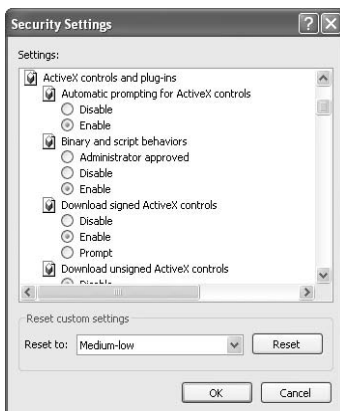 Security Settings
Settings:
ActiveX controls and plug-ins
Automatic prompting for ActiveX controls
Disable
Enable
Binary and script behaviors
Administrator approved
Disable
Enable
Download signed ActiveX controls
Disable
Enable
Prompt
Download unsigned ActiveX controls
Disable
Reset custom settings
Reset to: Medium-low Reset
OK Cancel